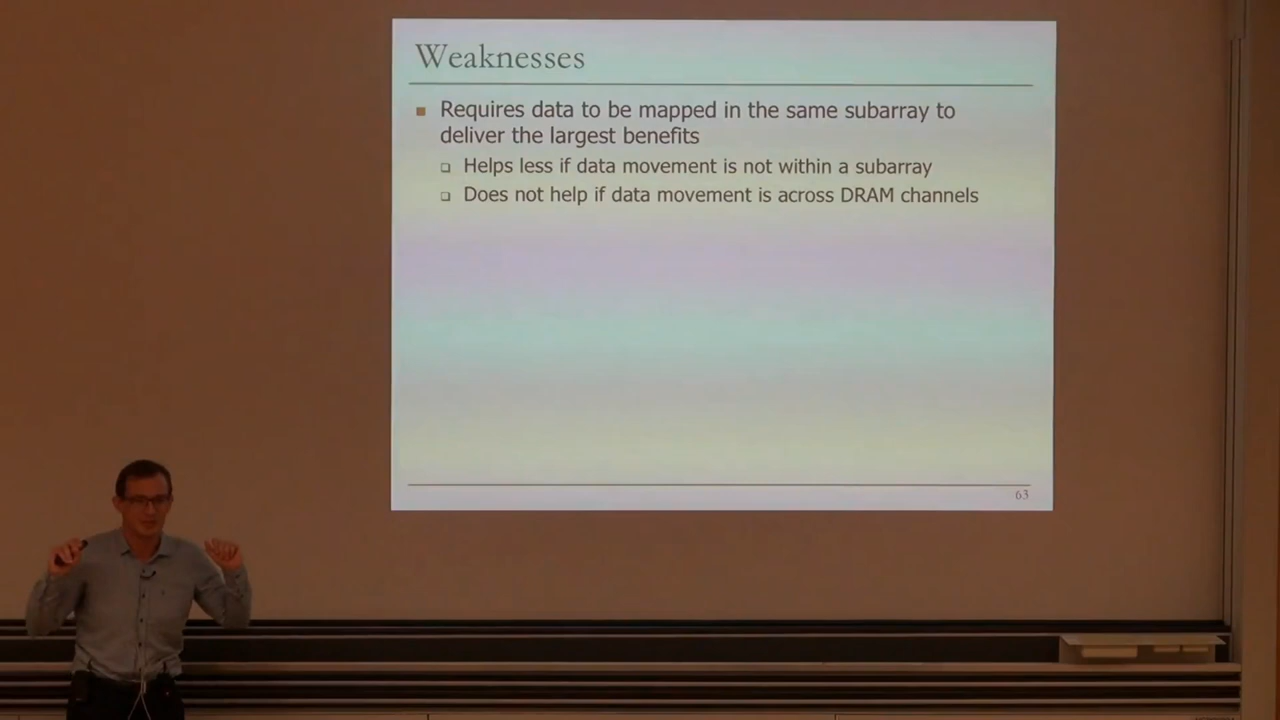 Weaknesses
Requires data to be mapped in the same subarray to
deliver the largest benefits
Helps less if data movement is not within a subarray
Does not help if data movement is across DRAM channels
63